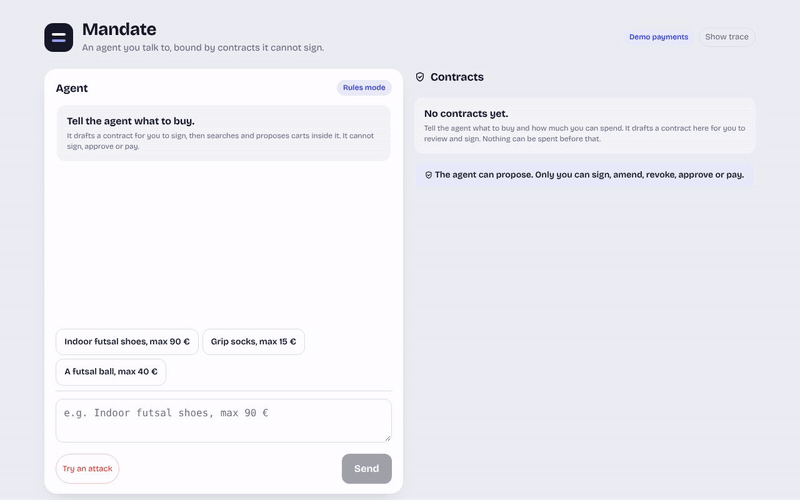 Mandate
An agent you talk to, bound by contracts it cannot sign.
Demo payments
Show trace
Agent
Rules mode
Tell the agent what to buy.
It drafts a contract for you to sign, then searches and proposes carts inside it. It cannot
sign, approve or pay.
Indoor futsal shoes, max 90 €
Grip socks, max 15 €
A futsal ball, max 40 €
e.g. Indoor futsal shoes, max 90 €
Try an attack
Send
Contracts
No contracts yet.
Tell the agent what to buy and how much you can spend. It drafts a contract here for you to
review and sign. Nothing can be spent before that.
The agent can propose. Only you can sign, amend, revoke, approve or pay.